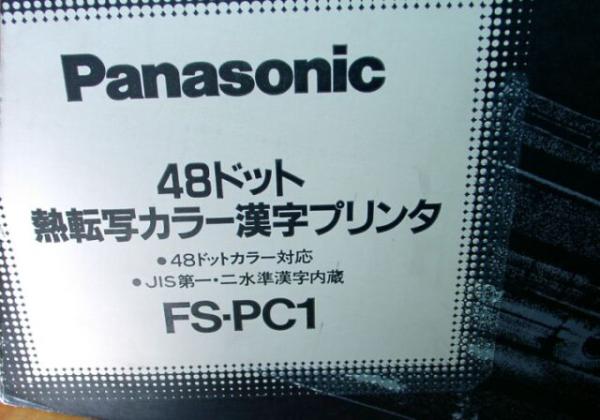 Panasonic
48ドット
熱転写カラー漢字プリンタ
●48ドットカラー対応
●JIS第一・二水準漢字内蔵
FS-PC1